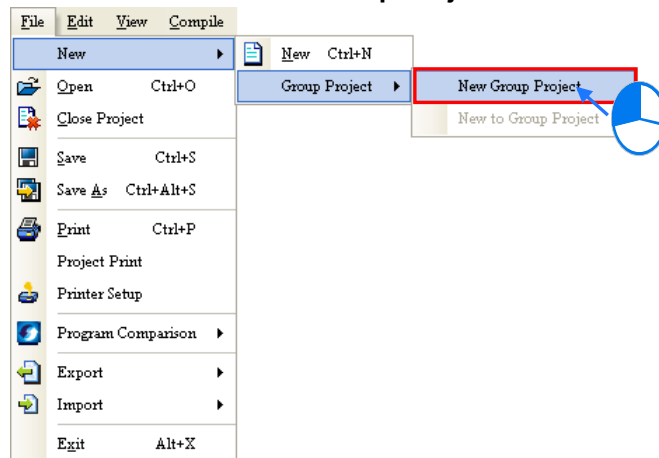 File Edit View Compile
New
New Ctrl+N
Open Ctrl+O
Group Project
New Group Project
Close Project
New to Group Project
Save Ctrl+S
Save As Ctrl+Alt+S
Print Ctrl+P
Project Print
Printer Setup
Program Comparison
Export
Import
Exit Alt+X